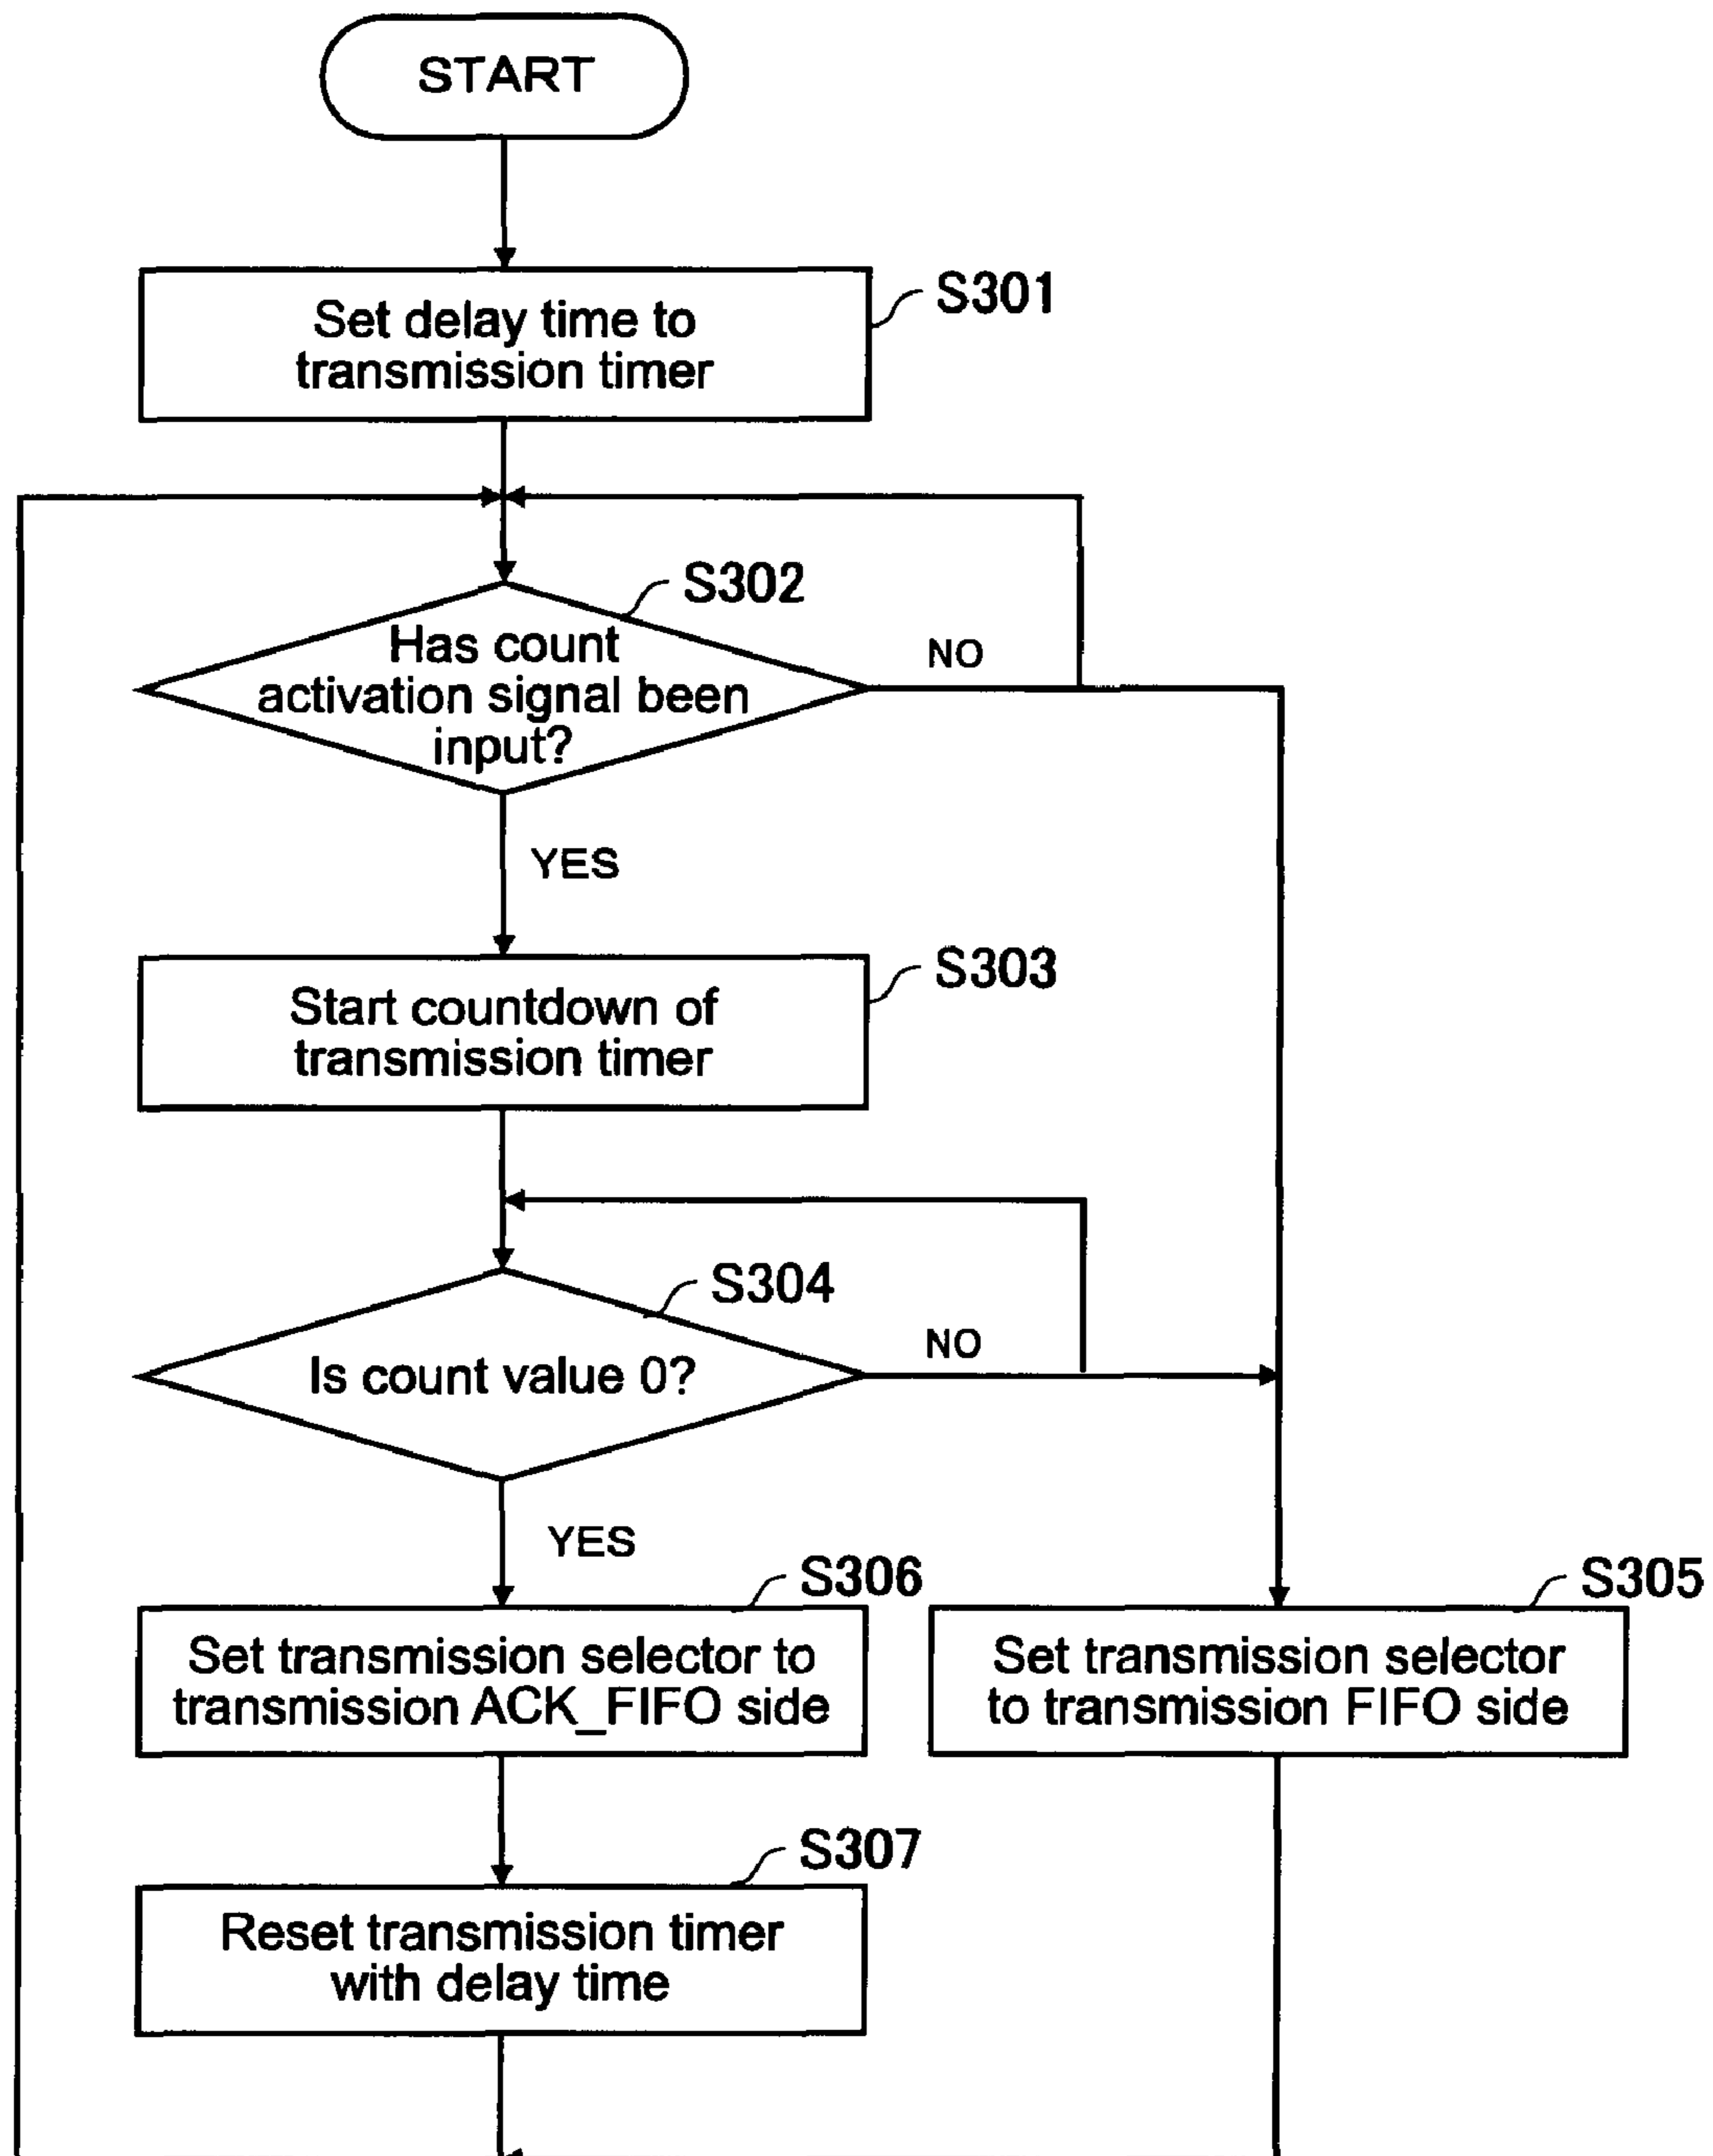 START
S301
Set delay time to
transmission timer
S302
Has count
activation signal been
input?
NO
YES
S303
Start countdown of
transmission timer
S304
Is count value 0?
NO
YES
S306
Set transmission selector to
transmission ACK_FIFO side
S305
Set transmission selector
to transmission FIFO side
S307
Reset transmission timer
with delay time